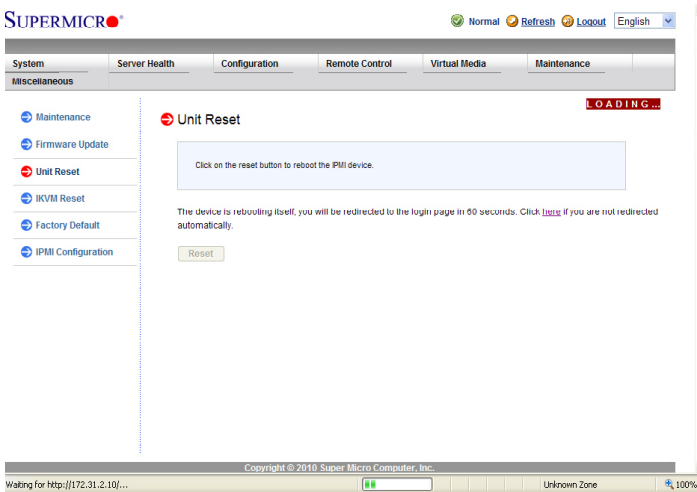 SUPERMICRO
Normal Refresh Logout English
System Server Health Configuration Remote Control Virtual Media Maintenance
Miscellaneous
LOADING...
Maintenance
Firmware Update
Unit Reset
IKVM Reset
Factory Default
IPMI Configuration
Unit Reset
Click on the reset button to reboot the IPMI device.
The device is rebooting itself, you will be redirected to the login page in 60 seconds. Click here if you are not redirected
automatically.
Reset
Copyright © 2010 Super Micro Computer, Inc.
Waiting for http://172.31.2.10/... Unknown Zone 100%